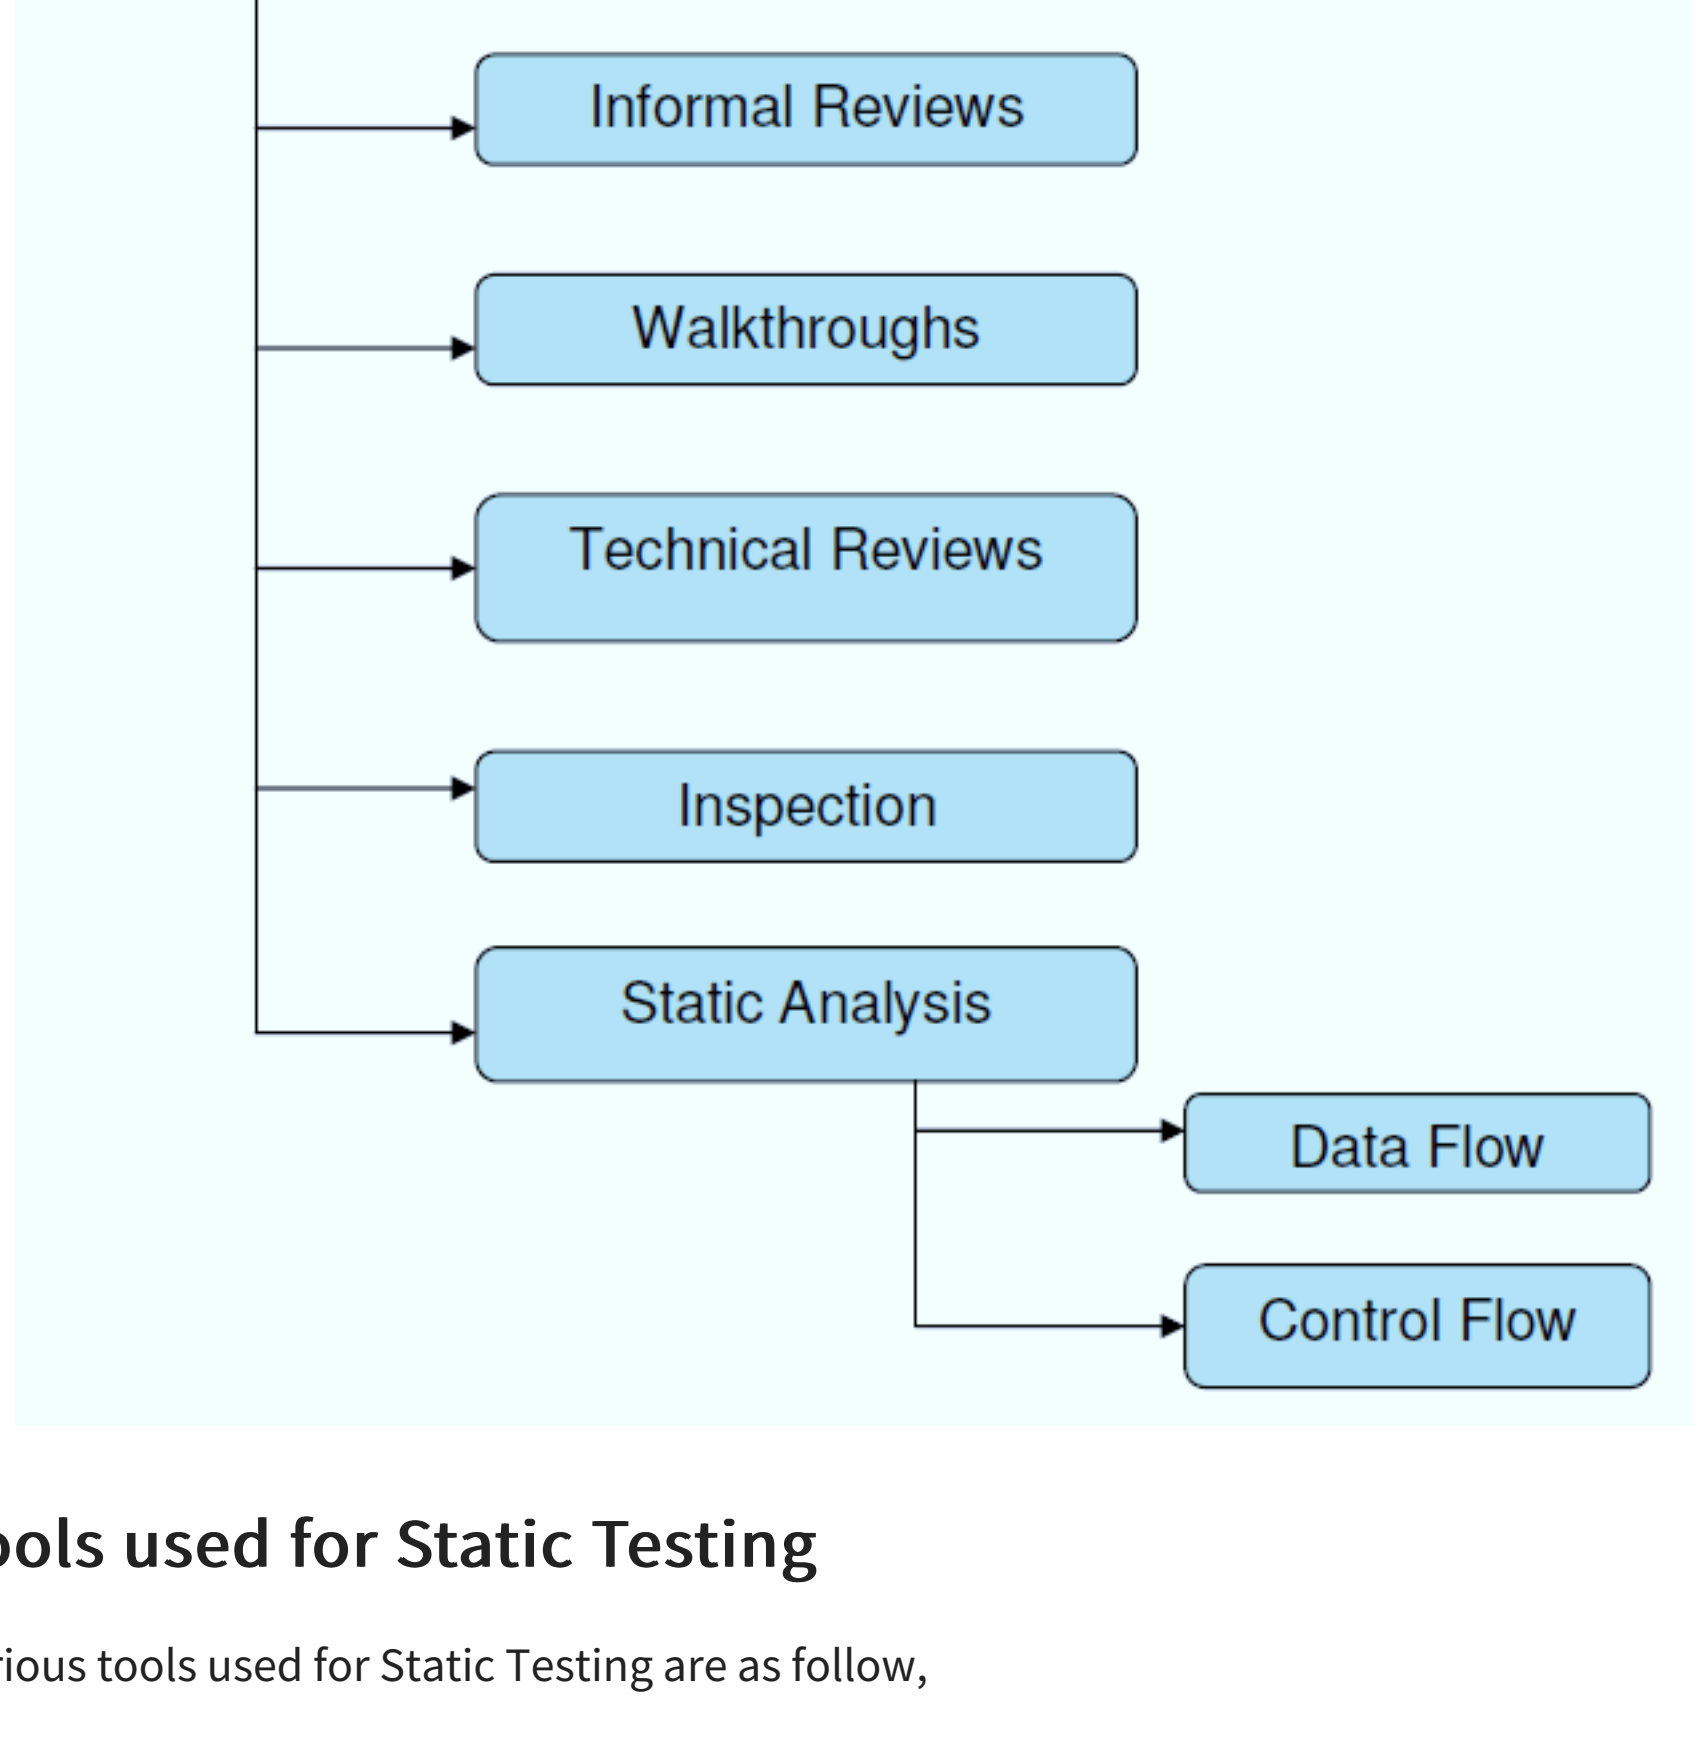 Informal Reviews
Walkthroughs
Technical Reviews
Inspection
Static Analysis
Data Flow
Control Flow
ools used for Static Testing
rious tools used for Static Testing are as follow,